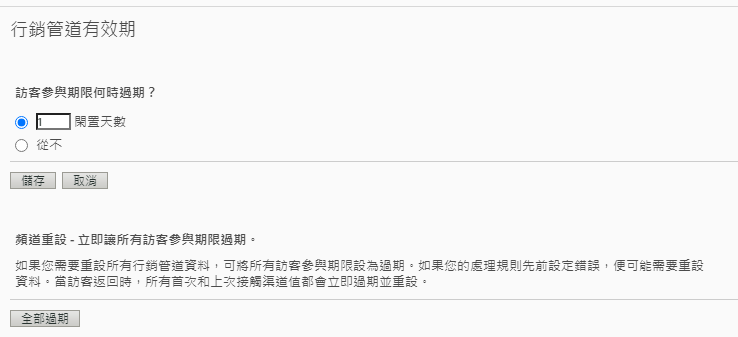 行銷管道有效期
訪客參與期限何時過期？
1 閑置天數
從不
儲存 取消
頻道重設 - 立即讓所有訪客參與期限過期。
如果您需要重設所有行銷管道資料，可將所有訪客參與期限設為過期。如果您的處理規則先前設定錯誤，便可能需要重設
資料。當訪客返回時，所有首次和上次接觸渠道值都會立即過期並重設。
全部過期